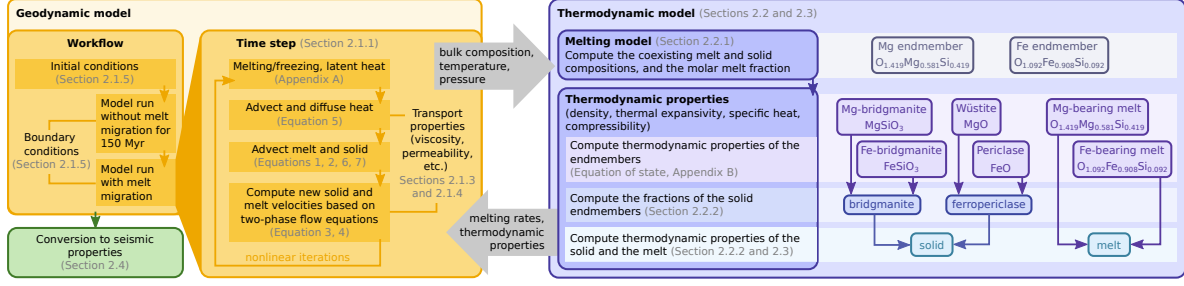 Geodynamic model
Workflow
Initial conditions
(Section 2.1.5)
Model run
without melt
migration for
150 Myr
Boundary
conditions
(Section 2.1.5)
Model run
with melt
migration
Conversion to seismic
properties
(Section 2.4)
Time step (Section 2.1.1)
Melting/freezing, latent heat
(Appendix A)
Advect and diffuse heat
(Equation 5)
Advect melt and solid
(Equations 1, 2, 6, 7)
Compute new solid and
melt velocities based on
two-phase flow equations
(Equation 3, 4)
nonlinear iterations
Transport
properties
(viscosity,
permeability,
etc.)
Sections 2.1.3
and 2.1.4
bulk composition,
temperature,
pressure
melting rates,
thermodynamic
properties
Thermodynamic model (Sections 2.2 and 2.3)
Melting model (Section 2.2.1)
Compute the coexisting melt and solid
compositions, and the molar melt fraction
Mg endmember
O1.419Mg0.581Si0.419
Fe endmember
O1.092Fe0.908Si0.092
Thermodynamic properties
(density, thermal expansivity, specific heat,
compressibility)
Compute thermodynamic properties of the
endmembers
(Equation of state, Appendix B)
Compute the fractions of the solid
endmembers (Section 2.2.2)
Compute thermodynamic properties of the
solid and the melt (Section 2.2.2 and 2.3)
Mg-bridgmanite
MgSiO3
Wüstite
MgO
Mg-bearing melt
O1.419Mg0.581Si0.419
Fe-bridgmanite
FeSiO3
Periclase
FeO
Fe-bearing melt
O1.092Fe0.908Si0.092
bridgmanite
ferropericlase
solid
melt